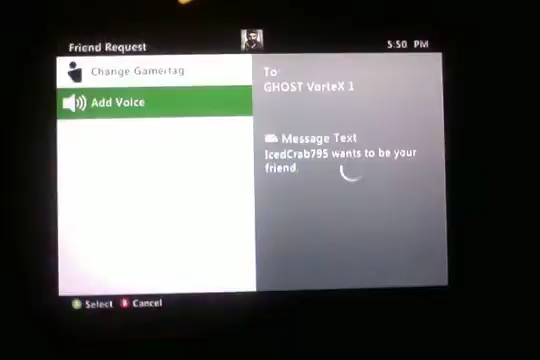 Friend Request
5:50 PM
Change Gamertag
Add Voice
To:
GHOST VorteX 1
Message Text
IcedCrab795 wants to be your
friend.
Select
Cancel